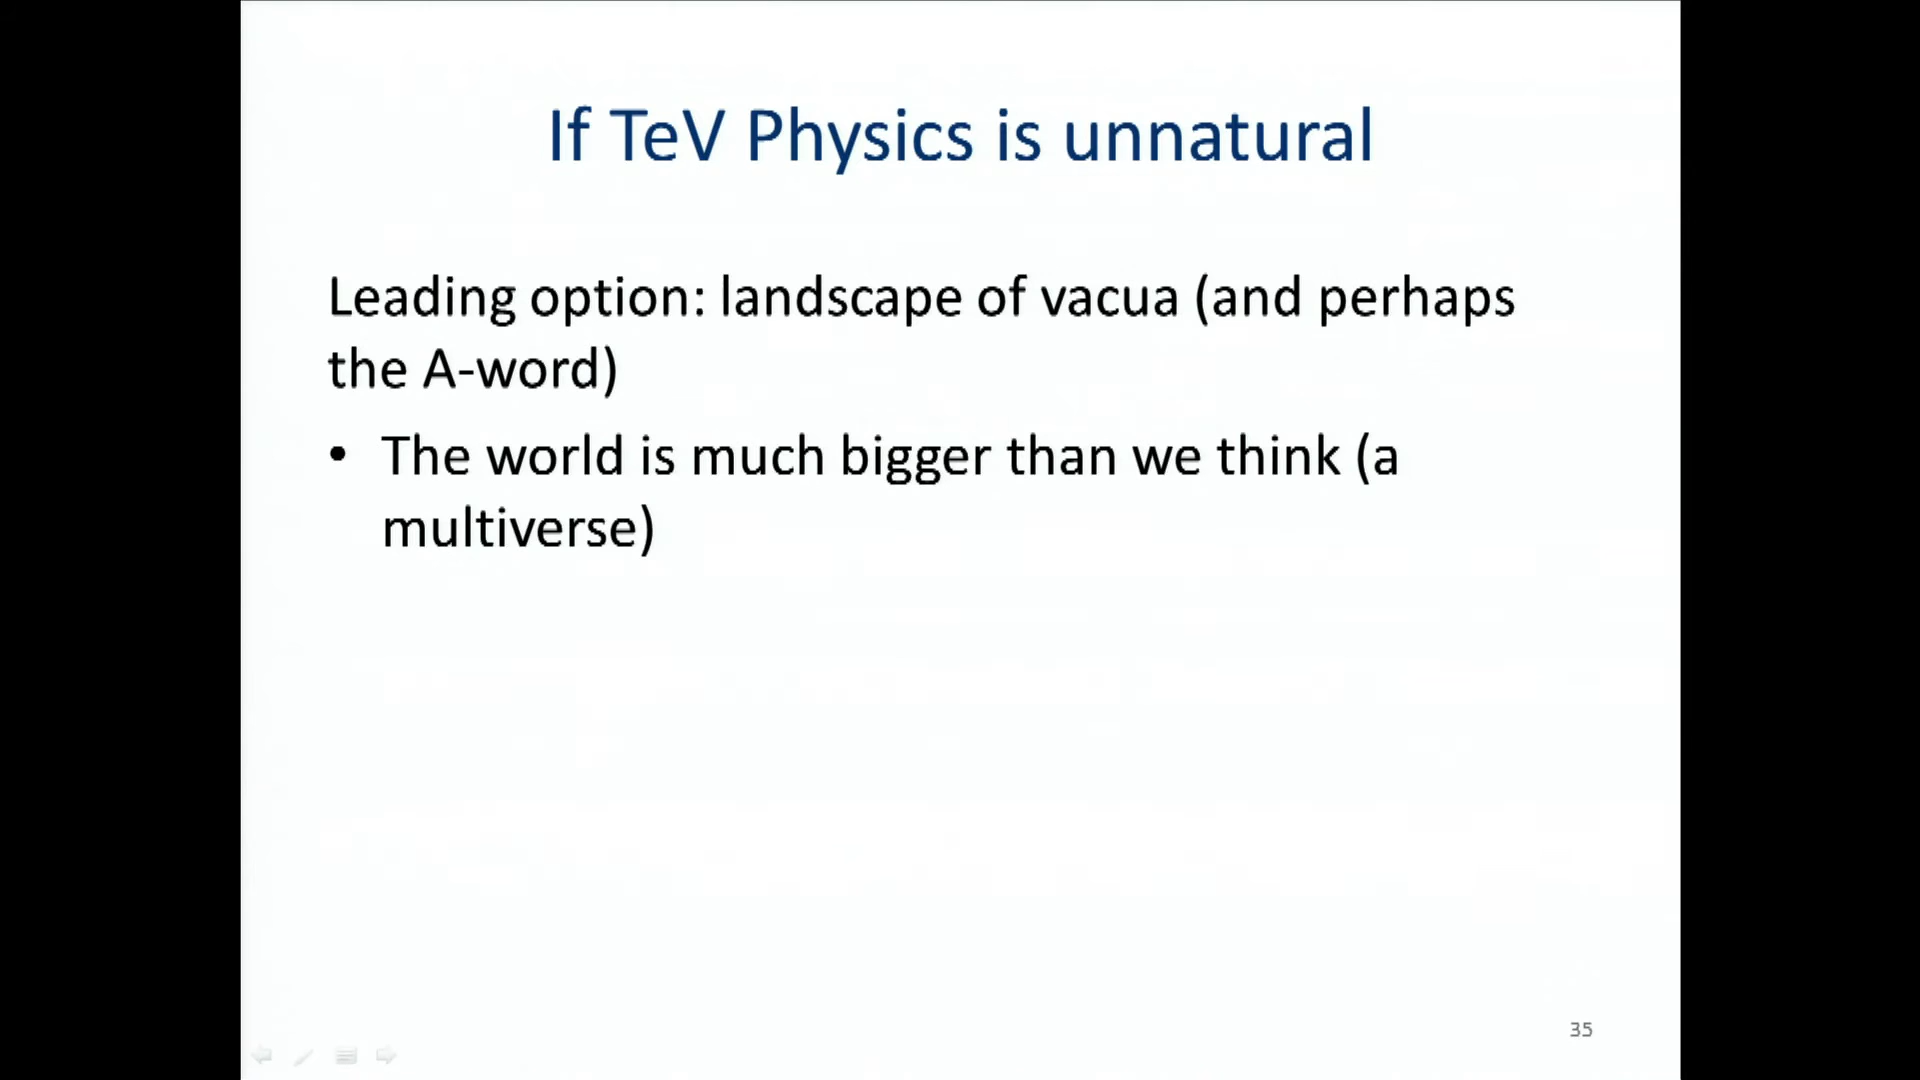 If TeV Physics is unnatural
Leading option: landscape of vacua (and perhaps
the A-word)
• The world is much bigger than we think (a
multiverse)
35